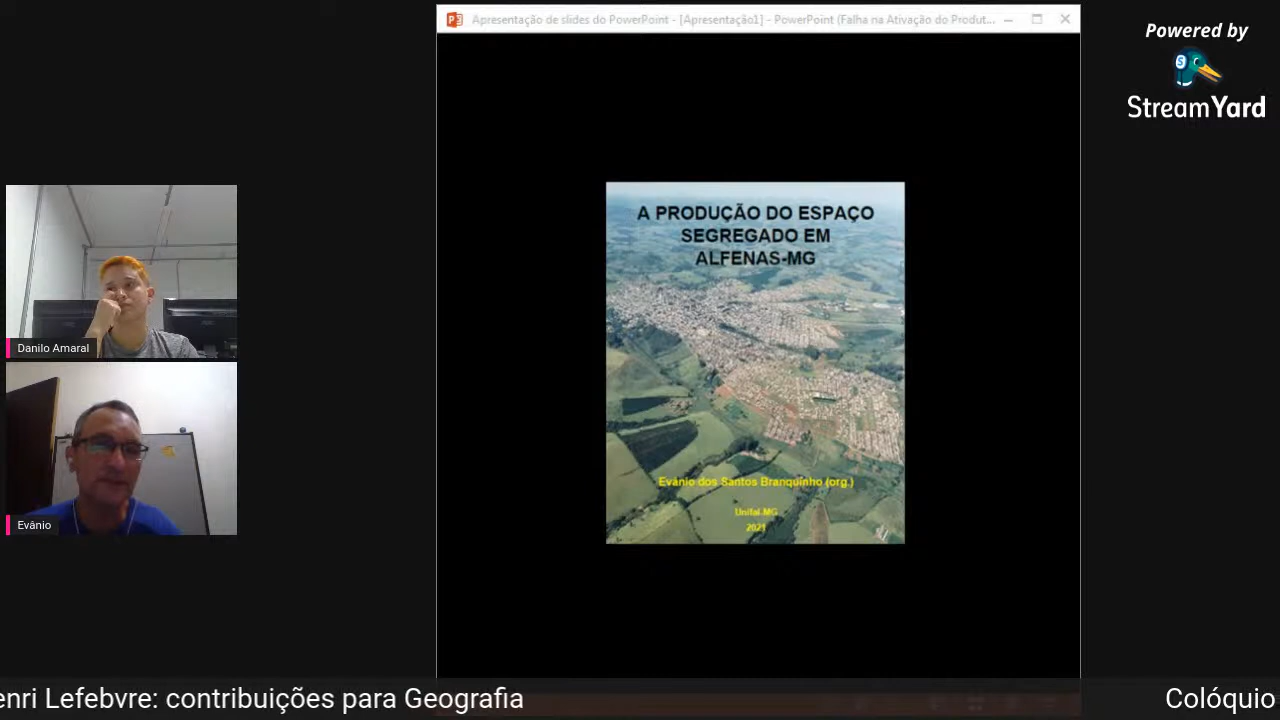 Apresentação de slides do PowerPoint - [Apresentação1] - PowerPoint (Falha na Ativação do Produt...
Powered by
StreamYard
A PRODUÇÃO DO ESPAÇO
SEGREGADO EM
ALFENAS-MG
Evânio dos Santos Branquinho (org.)
Unifal-MG
2021
Danilo Amaral
Evânio
enri Lefebvre: contribuições para Geografia
Colóquio